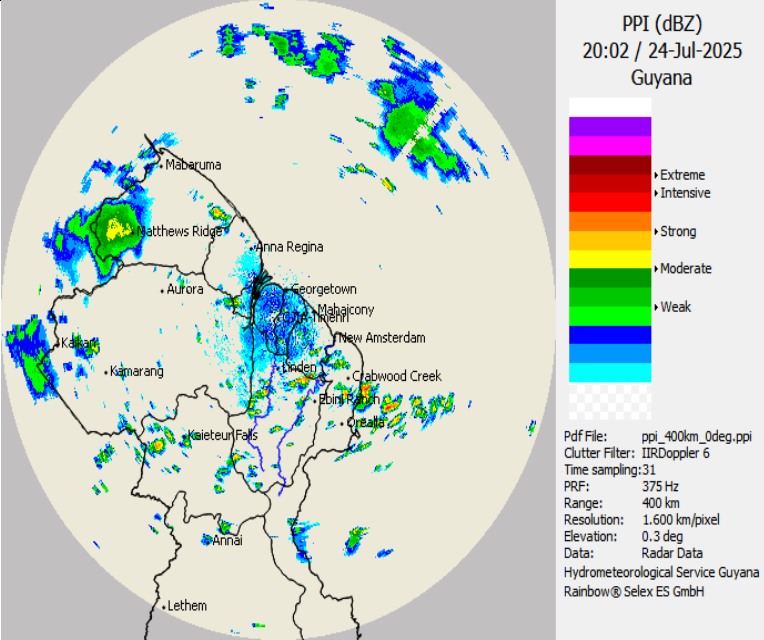 PPI (dBZ)
20:02 / 24-Jul-2025
Guyana
Extreme
Intensive
Strong
Moderate
Weak
Pdf File: ppi_400km_0deg.ppi
Clutter Filter: IIRDoppler 6
Time sampling:31
PRF: 375 Hz
Range: 400 km
Resolution: 1.600 km/pixel
Elevation: 0.3 deg
Data: Radar Data
Hydrometeorological Service Guyana
Rainbow® Selex ES GmbH
Mabaruma
Matthews Ridge
Anna Regina
Aurora
Georgetown
Mahaicony
Timehri
New Amsterdam
Kaikan
Kamarang
Linden
Crabwood Creek
Ebini Ranch
Orealla
Kaieteur Falls
Annai
Lethem